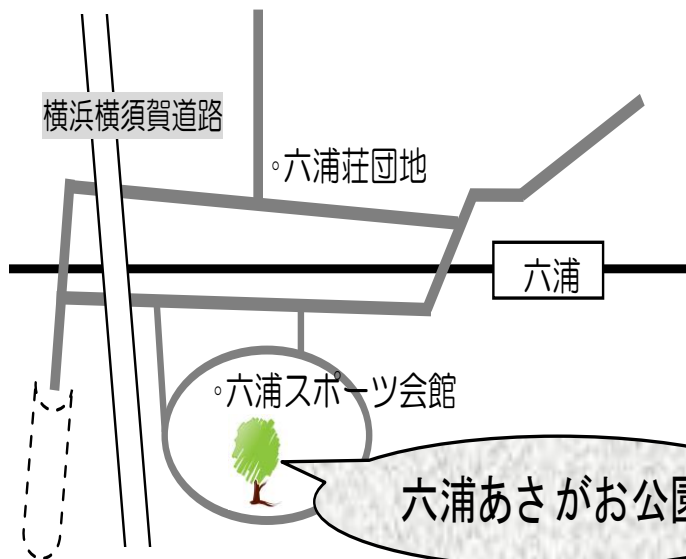 横浜横須賀道路
六浦荘団地
六浦
六浦スポーツ会館
六浦あさがお公園